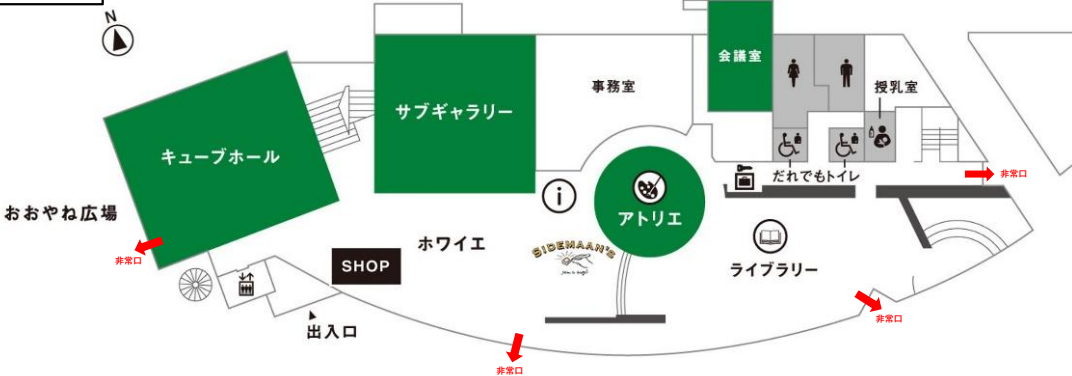 N
会議室
事務室
授乳室
サブギャラリー
キューブホール
だれでもトイレ
非常口
i
アトリエ
おおやね広場
ホワイエ
SIDEMAAN'S
ライブラリー
非常口
SHOP
出入口
非常口
非常口